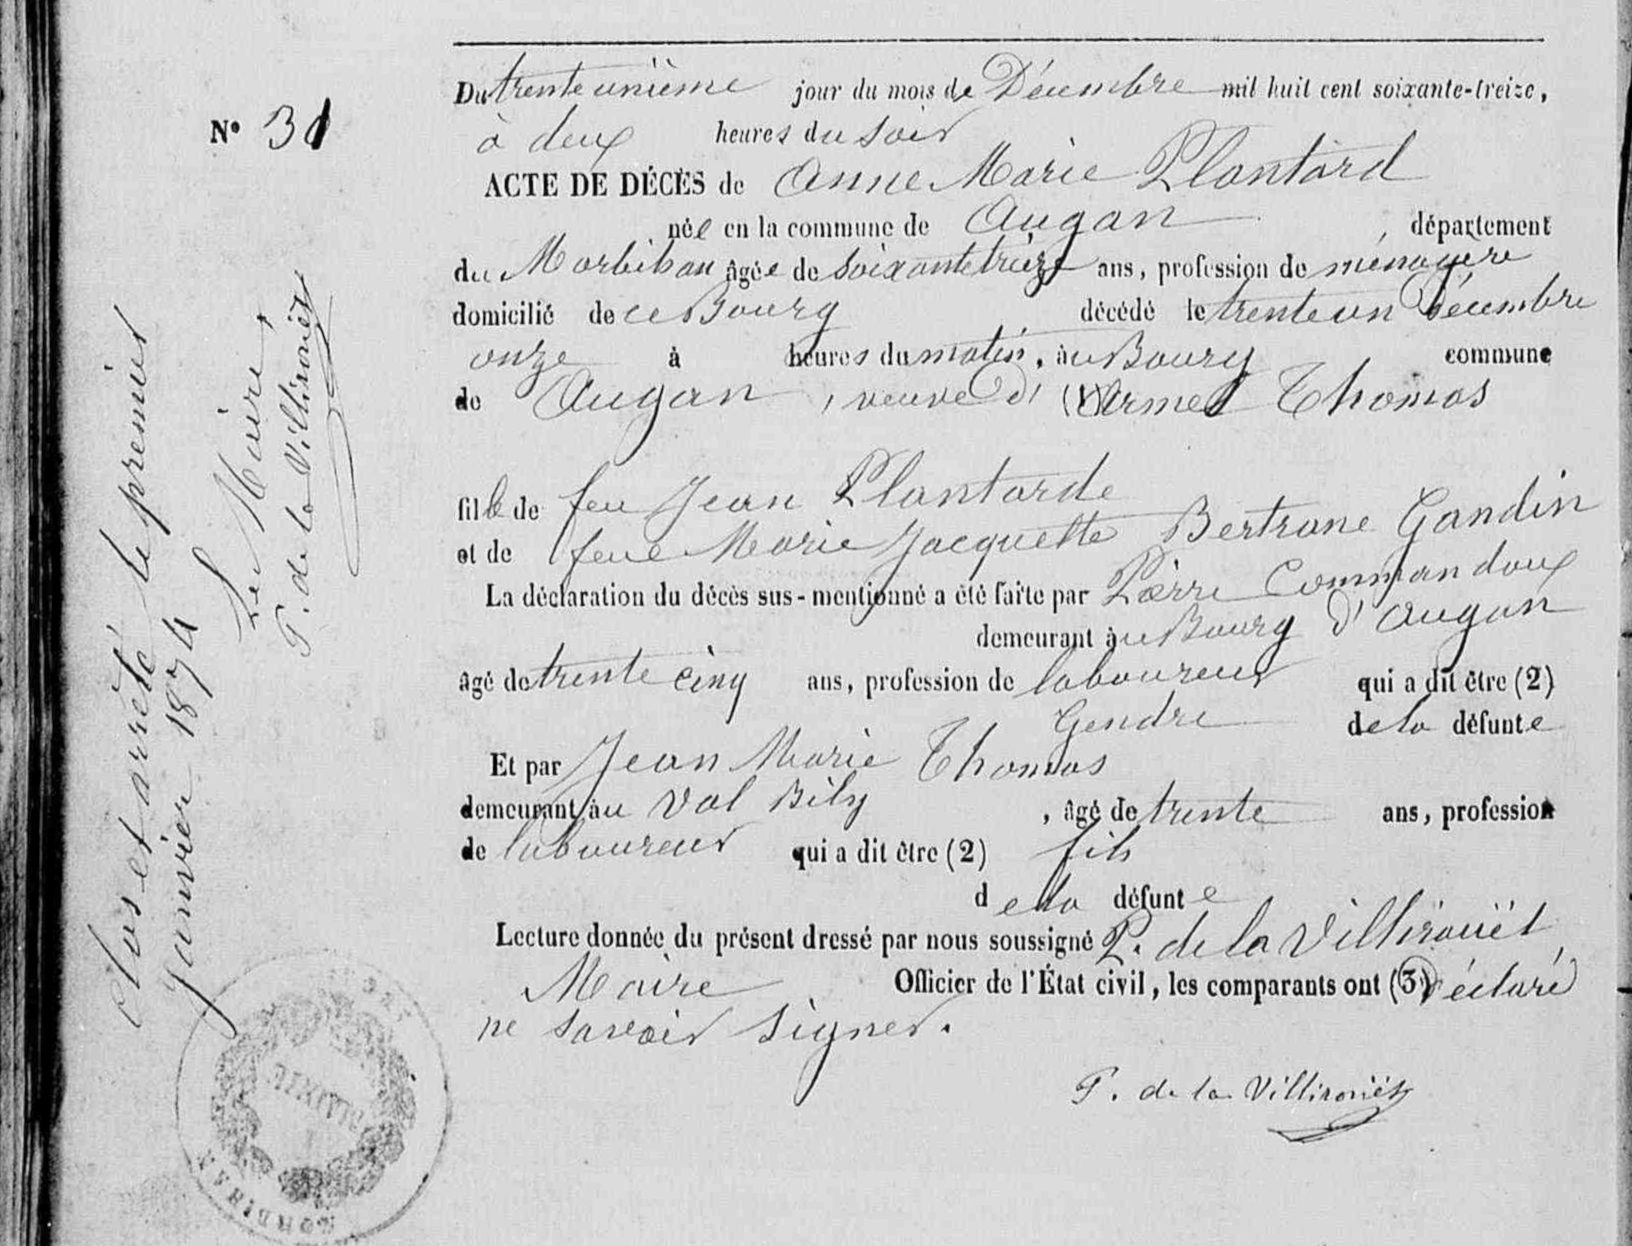 Du trente unième jour du mois de Décembre mil huit cent soixante-treize,
N° 31
à deux heures du soir
ACTE DE DÉCÈS de Anne Marie Plantard
née en la commune de Augan département
du Morbihan âgée de soixante treize ans, profession de ménagère
domicilié de ce Bourg décédé le trente un Décembre
onze à heures du matin, au Bourg commune
de Augan, veuve d' (1) Armel Thomas
fille de feu Jean Plantarde
et de feue Marie Jacquette Bertrane Gandin
La déclaration du décès sus-mentionné a été faite par Pierre Commandoux
demeurant au Bourg d'Augan
âgé de trente cinq ans, profession de laboureur qui a dit être (2)
Gendre de la défunte
Et par Jean Marie Thomas
demeurant au Val Bily, âgé de trente ans, profession
de laboureur qui a dit être (2) fils
de la défunte
Lecture donnée du présent dressé par nous soussigné P. de la Villirouët
Maire Officier de l'État civil, les comparants ont (3) déclaré
ne savoir signer.
P. de la Villirouët
Clos et arrêté le premier
Janvier 1874
Le Maire,
P. de la Villirouët
MAIRIE
MORBIHAN